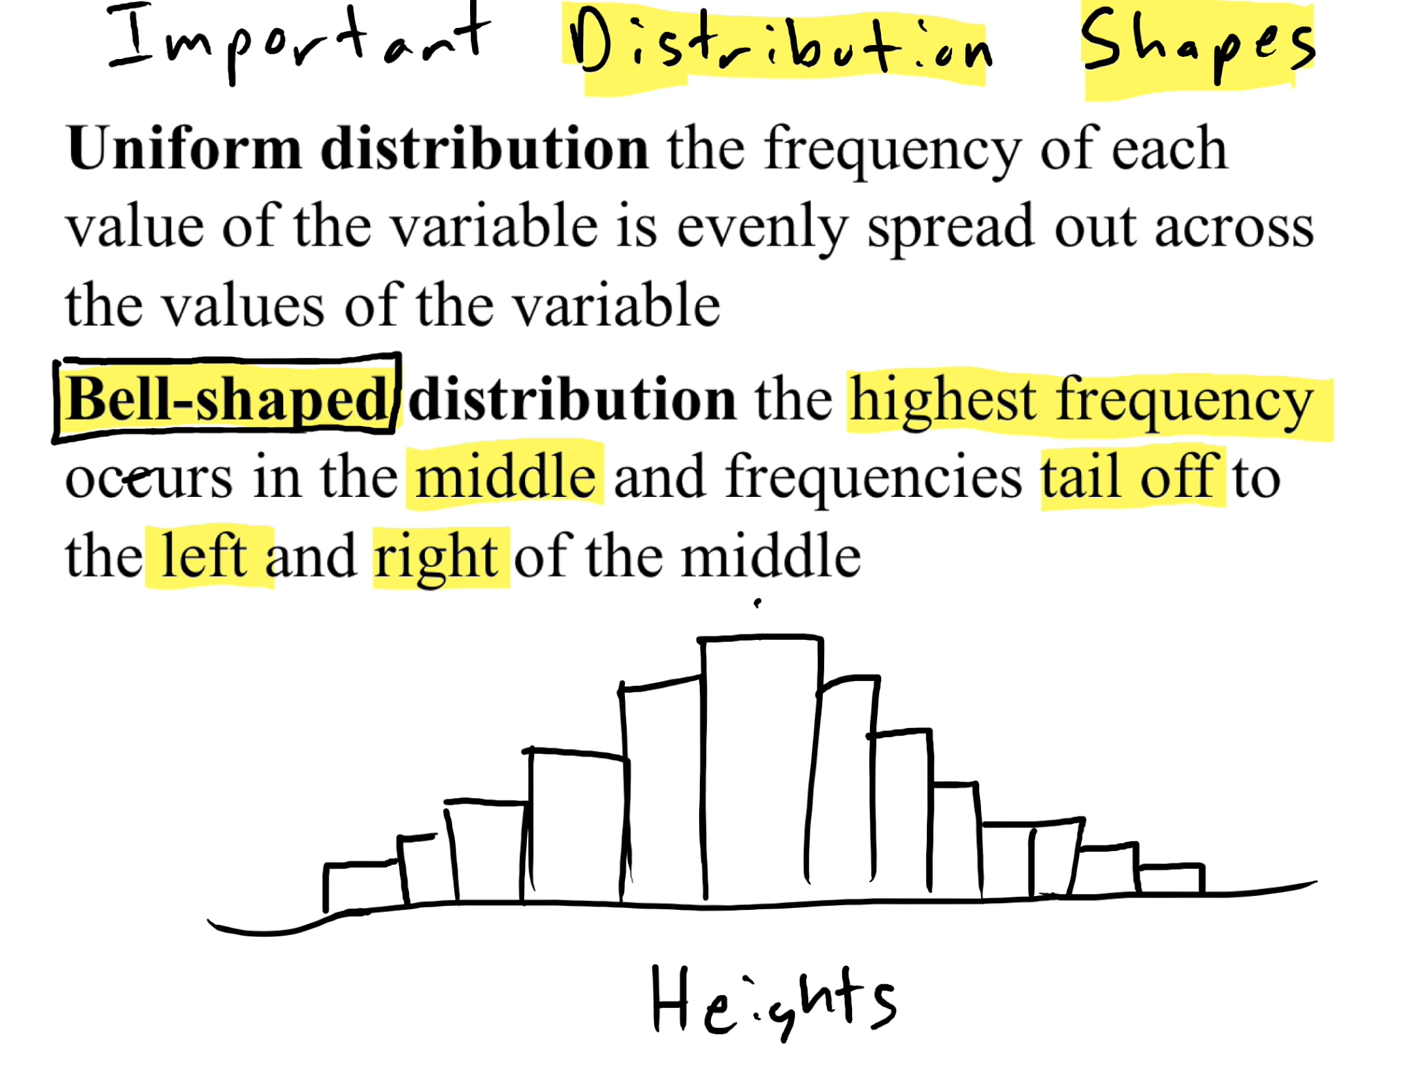 Important Distribution Shapes
Uniform distribution the frequency of each
value of the variable is evenly spread out across
the values of the variable
Bell-shaped distribution the highest frequency
occurs in the middle and frequencies tail off to
the left and right of the middle
Heights